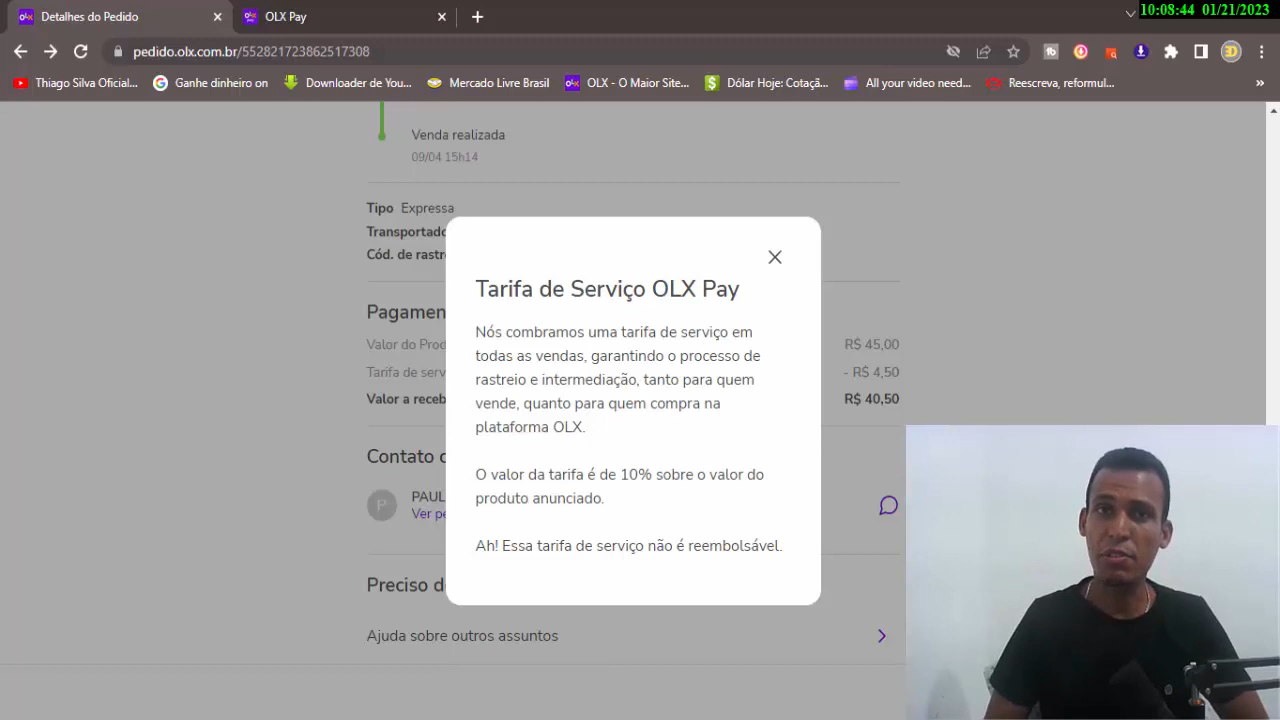 10:08:44 01/21/2023
Detalhes do Pedido
OLX Pay
pedido.olx.com.br/552821723862517308
Thiago Silva Oficial...
Ganhe dinheiro on
Downloader de You...
Mercado Livre Brasil
OLX - O Maior Site...
Dólar Hoje: Cotaçã...
All your video need...
Reescreva, reformul...
»
Venda realizada
09/04 15h14
Tipo Expressa
Transportado
Cód. de rastr
Tarifa de Serviço OLX Pay
Nós combramos uma tarifa de serviço em
todas as vendas, garantindo o processo de
rastreio e intermediação, tanto para quem
vende, quanto para quem compra na
plataforma OLX.
O valor da tarifa é de 10% sobre o valor do
produto anunciado.
Ah! Essa tarifa de serviço não é reembolsável.
Pagamen
Valor do Prod R$ 45,00
Tarifa de serv - R$ 4,50
Valor a receb R$ 40,50
Contato
P
PAUL
Ver pe
Preciso d
Ajuda sobre outros assuntos